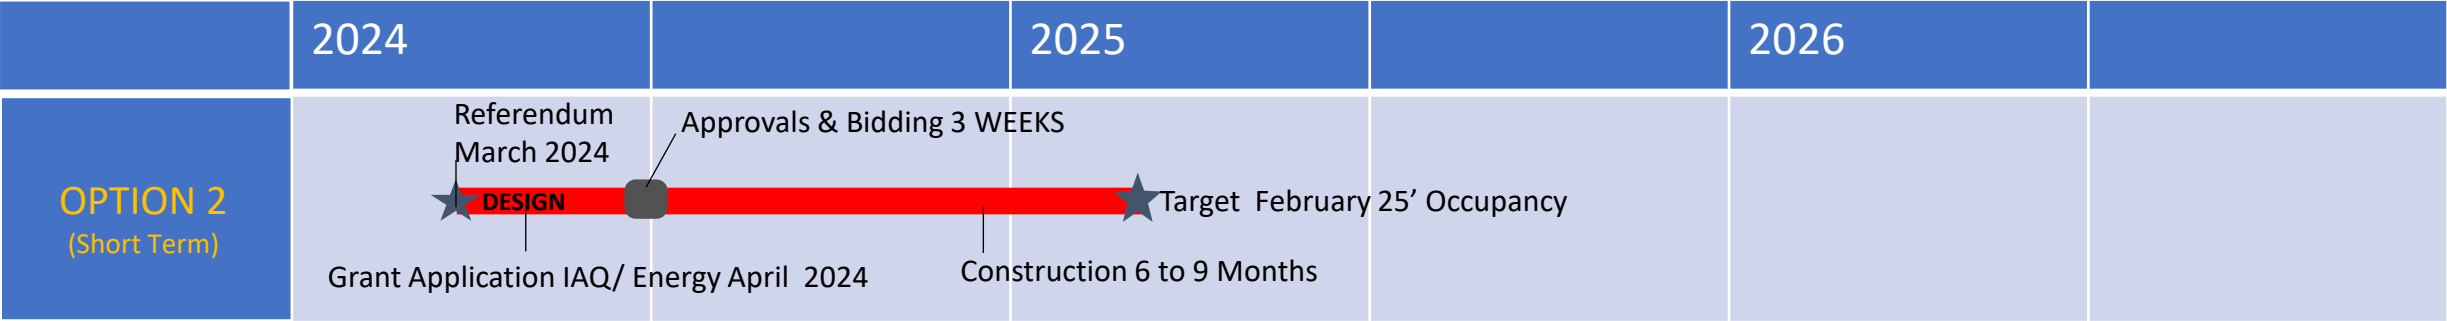 2024
2025
2026
OPTION 2
(Short Term)
Referendum
March 2024
Approvals & Bidding 3 WEEKS
DESIGN
Target  February 25’ Occupancy
Grant Application IAQ/ Energy April  2024
Construction 6 to 9 Months